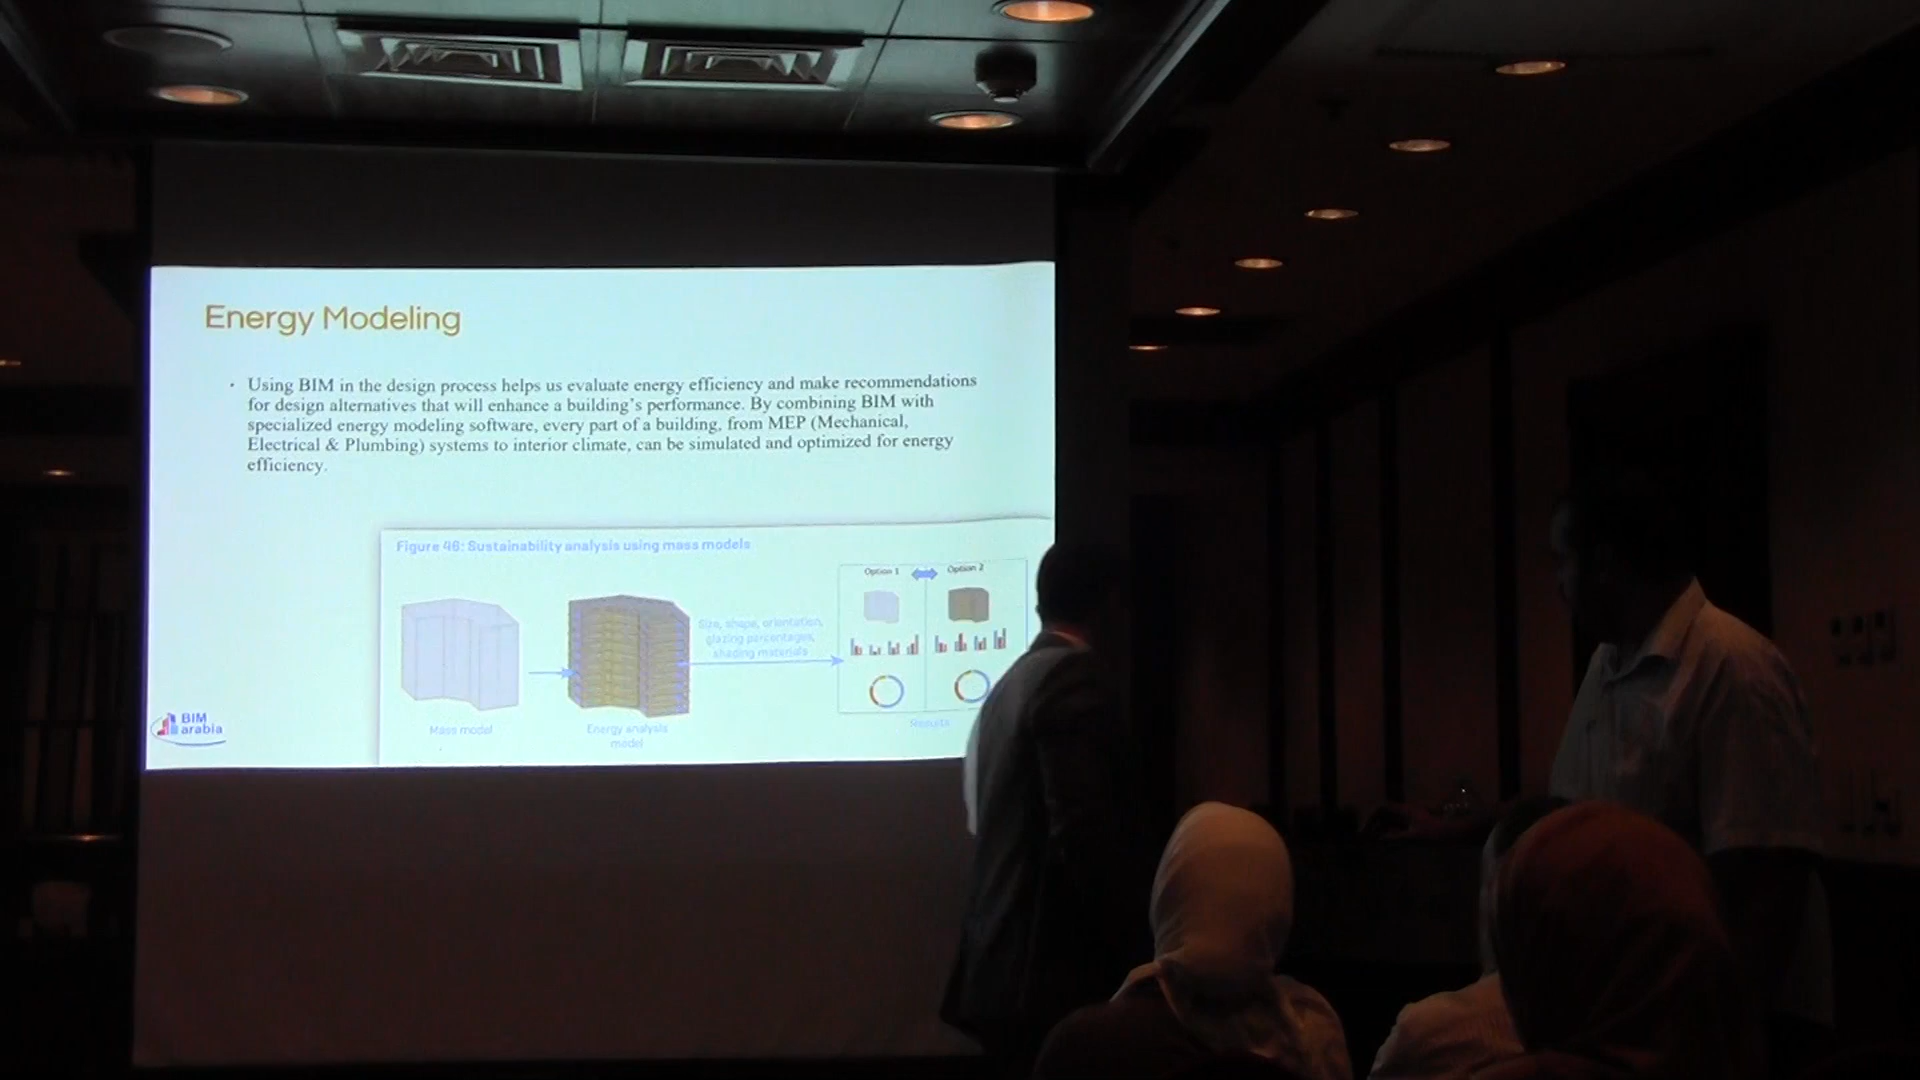 Energy Modeling
• Using BIM in the design process helps us evaluate energy efficiency and make recommendations
for design alternatives that will enhance a building's performance. By combining BIM with
specialized energy modeling software, every part of a building, from MEP (Mechanical,
Electrical & Plumbing) systems to interior climate, can be simulated and optimized for energy
efficiency.
Figure 46: Sustainability analysis using mass models
Option 1
Option 2
Size, shape, orientation,
glazing percentages,
shading materials
Mass model
Energy analysis
model
Results
BIM
arabia